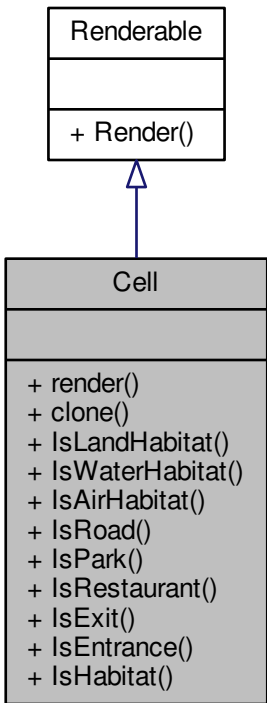 Renderable
+ Render()
Cell
+ render()
+ clone()
+ IsLandHabitat()
+ IsWaterHabitat()
+ IsAirHabitat()
+ IsRoad()
+ IsPark()
+ IsRestaurant()
+ IsExit()
+ IsEntrance()
+ IsHabitat()